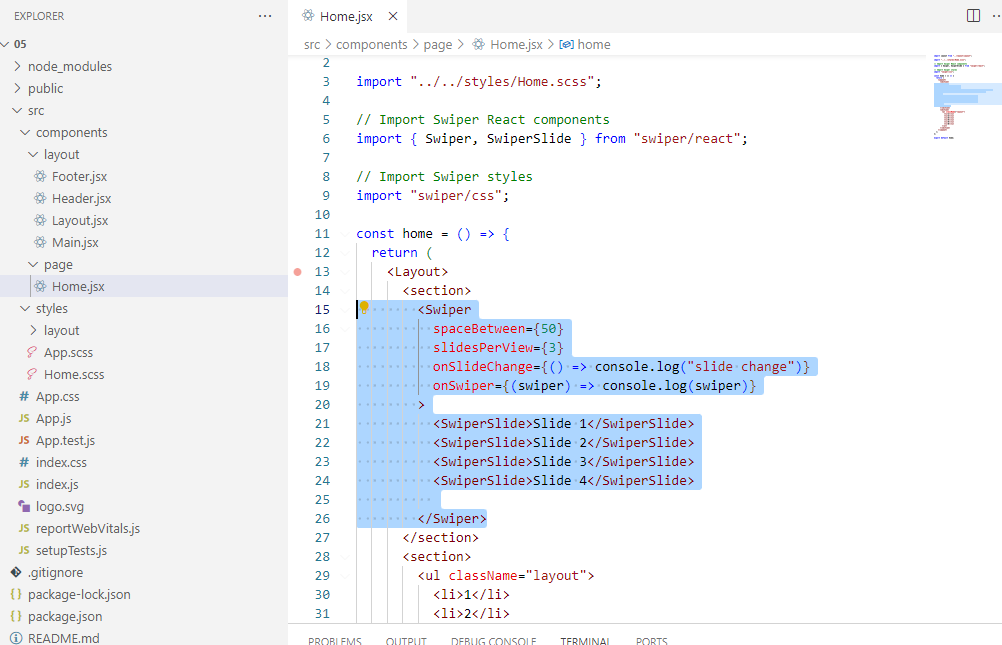 EXPLORER
05
node_modules
public
src
components
layout
Footer.jsx
Header.jsx
Layout.jsx
Main.jsx
page
Home.jsx
styles
layout
App.scss
Home.scss
# App.css
JS App.js
JS App.test.js
# index.css
JS index.js
logo.svg
JS reportWebVitals.js
JS setupTests.js
.gitignore
{} package-lock.json
{} package.json
README.md
Home.jsx
src > components > page > Home.jsx > home
2
3 import "../../styles/Home.scss";
4
5 // Import Swiper React components
6 import { Swiper, SwiperSlide } from "swiper/react";
7
8 // Import Swiper styles
9 import "swiper/css";
10
11 const home = () => {
12 return (
13 <Layout>
14 <section>
15 <Swiper
16 spaceBetween={50}
17 slidesPerView={3}
18 onSlideChange={() => console.log("slide change")}
19 onSwiper={(swiper) => console.log(swiper)}
20 >
21 <SwiperSlide>Slide 1</SwiperSlide>
22 <SwiperSlide>Slide 2</SwiperSlide>
23 <SwiperSlide>Slide 3</SwiperSlide>
24 <SwiperSlide>Slide 4</SwiperSlide>
25
26 </Swiper>
27 </section>
28 <section>
29 <ul className="layout">
30 <li>1</li>
31 <li>2</li>
PROBLEMS OUTPUT DEBUG CONSOLE TERMINAL PORTS